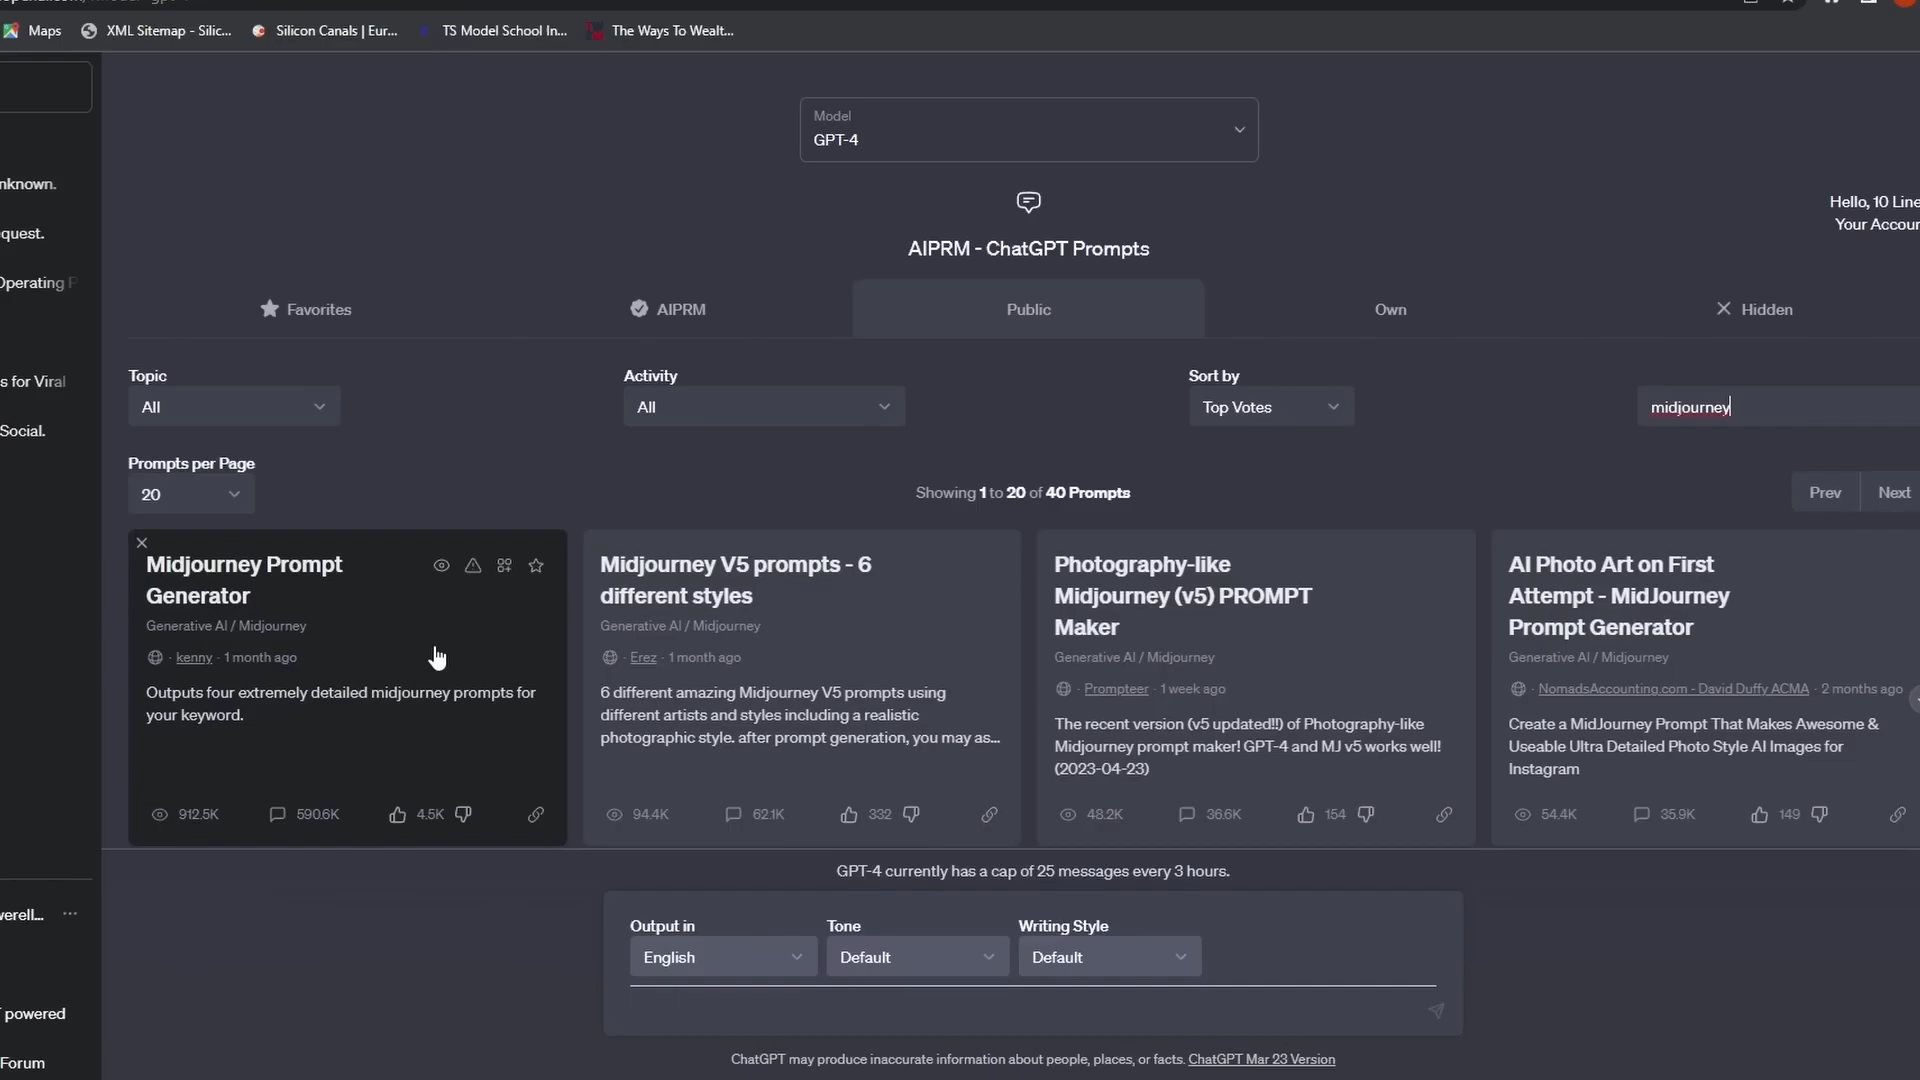 Maps
XML Sitemap - Silic...
Silicon Canals | Eur...
TS Model School In...
The Ways To Wealt...
nknown.
equest.
Operating P
s for Viral
Social.
werell...
powered
Forum
Model
GPT-4
Hello, 10 Line
Your Accour
AIPRM - ChatGPT Prompts
Favorites
AIPRM
Public
Own
Hidden
Topic
All
Activity
All
Sort by
Top Votes
midjourney
Prompts per Page
20
Showing 1 to 20 of 40 Prompts
Prev
Next
Midjourney Prompt
Generator
Generative AI / Midjourney
· kenny · 1 month ago
Outputs four extremely detailed midjourney prompts for
your keyword.
912.5K
590.6K
4.5K
Midjourney V5 prompts - 6
different styles
Generative AI / Midjourney
· Erez · 1 month ago
6 different amazing Midjourney V5 prompts using
different artists and styles including a realistic
photographic style. after prompt generation, you may as...
94.4K
62.1K
332
Photography-like
Midjourney (v5) PROMPT
Maker
Generative AI / Midjourney
· Prompteer · 1 week ago
The recent version (v5 updated!!) of Photography-like
Midjourney prompt maker! GPT-4 and MJ v5 works well!
(2023-04-23)
48.2K
36.6K
154
AI Photo Art on First
Attempt - MidJourney
Prompt Generator
Generative AI / Midjourney
· NomadsAccounting.com - David Duffy ACMA · 2 months ago
Create a MidJourney Prompt That Makes Awesome &
Useable Ultra Detailed Photo Style AI Images for
Instagram
54.4K
35.9K
149
GPT-4 currently has a cap of 25 messages every 3 hours.
Output in
English
Tone
Default
Writing Style
Default
ChatGPT may produce inaccurate information about people, places, or facts. ChatGPT Mar 23 Version